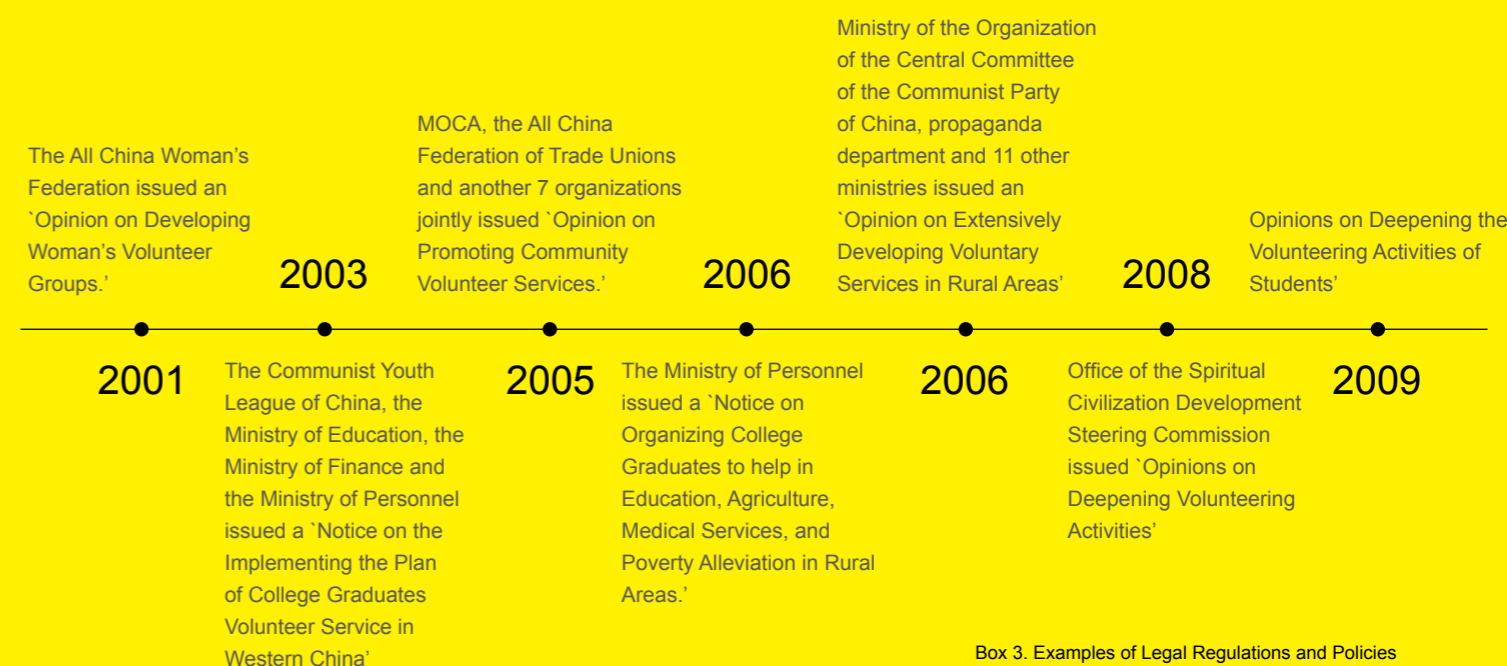 The All China Woman's
Federation issued an
`Opinion on Developing
Woman's Volunteer
Groups.’
2001
2003
The Communist Youth
League of China, the
Ministry of Education, the
Ministry of Finance and
the Ministry of Personnel
issued a `Notice on the
Implementing the Plan
of College Graduates
Volunteer Service in
Western China’
MOCA, the All China
Federation of Trade Unions
and another 7 organizations
jointly issued `Opinion on
Promoting Community
Volunteer Services.’
2005
2006
The Ministry of Personnel
issued a `Notice on
Organizing College
Graduates to help in
Education, Agriculture,
Medical Services, and
Poverty Alleviation in Rural
Areas.’
Ministry of the Organization
of the Central Committee
of the Communist Party
of China, propaganda
department and 11 other
ministries issued an
`Opinion on Extensively
Developing Voluntary
Services in Rural Areas’
2006
2008
Office of the Spiritual
Civilization Development
Steering Commission
issued `Opinions on
Deepening Volunteering
Activities’
Opinions on Deepening the
Volunteering Activities of
Students’
2009
Box 3. Examples of Legal Regulations and Policies